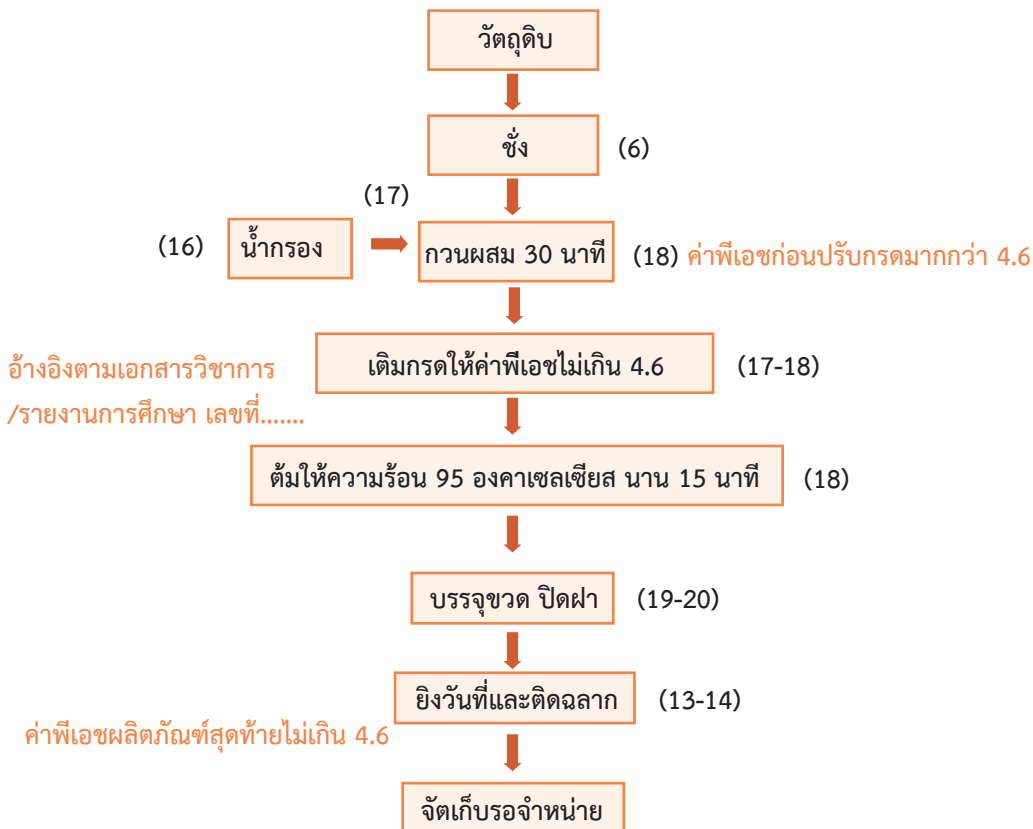 วัตถุดิบ
ชั่ง (6)
(17)
(16) น้ำกรอง กวนผสม 30 นาที (18) ค่าพีเอชก่อนปรับกรดมากกว่า 4.6
เติมกรดให้ค่าพีเอชไม่เกิน 4.6 (17-18)
อ้างอิงตามเอกสารวิชาการ
/รายงานการศึกษา เลขที่.......
ต้มให้ความร้อน 95 องคาเซลเซียส นาน 15 นาที (18)
บรรจุขวด ปิดฝา (19-20)
ยิงวันที่และติดฉลาก (13-14)
ค่าพีเอชผลิตภัณฑ์สุดท้ายไม่เกิน 4.6
จัตเก็บรอจำหน่าย